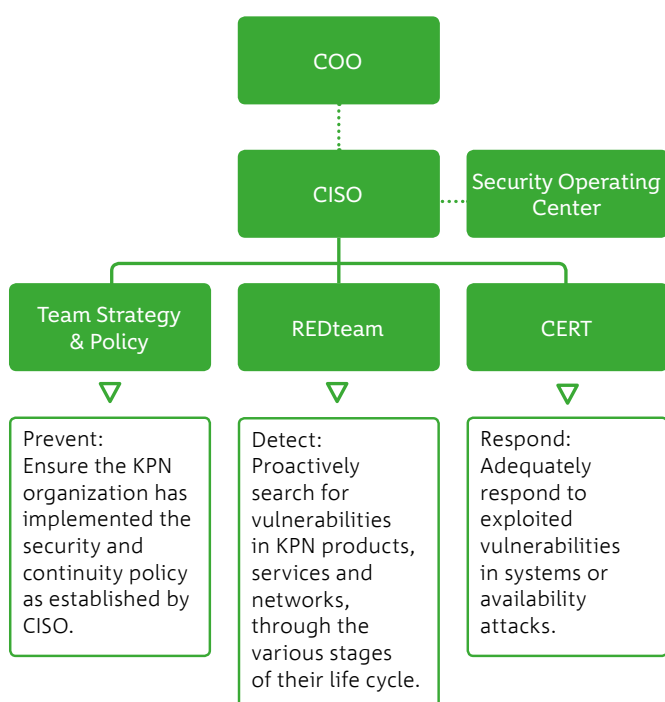 COO
CISO
Security Operating
Center
Team Strategy
& Policy
REDteam
CERT
Prevent:
Ensure the KPN
organization has
implemented the
security and
continuity policy
as established by
CISO.
Detect:
Proactively
search for
vulnerabilities
in KPN products,
services and
networks,
through the
various stages
of their life cycle.
Respond:
Adequately
respond to
exploited
vulnerabilities
in systems or
availability
attacks.